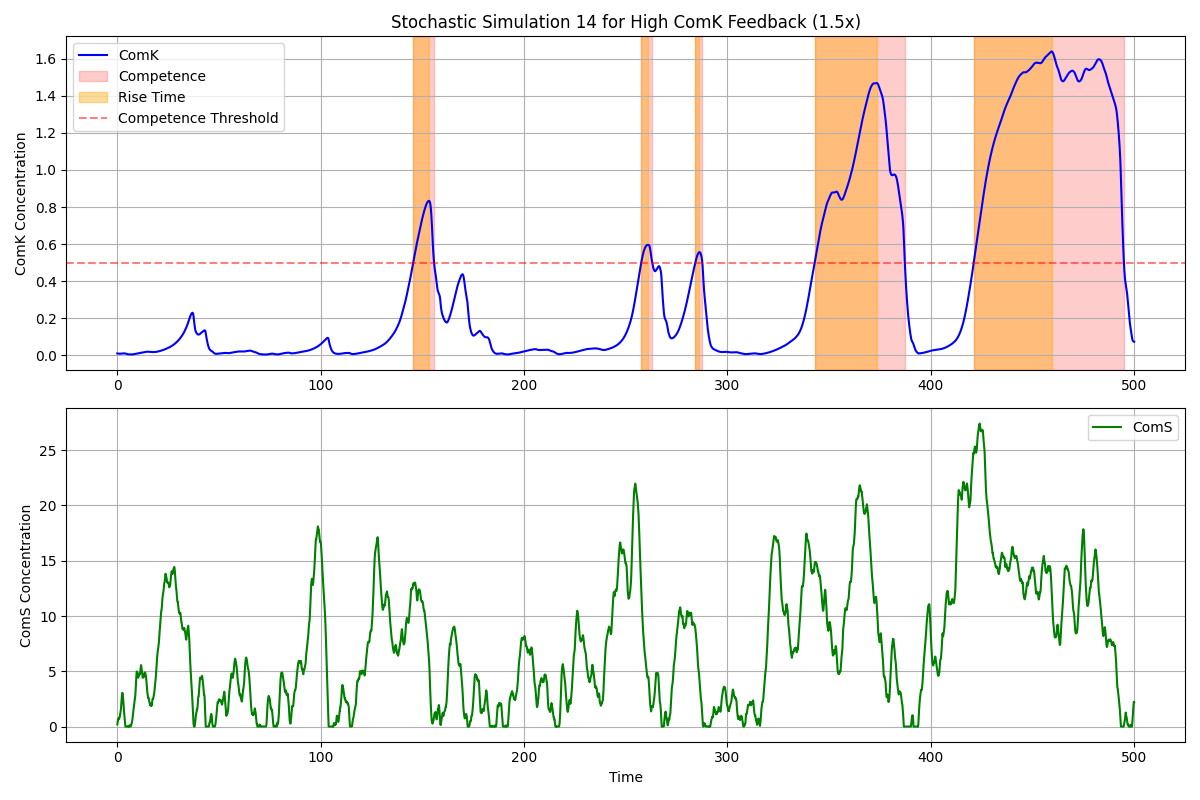 Stochastic Simulation 14 for High ComK Feedback (1.5x)
ComK
Competence
Rise Time
Competence Threshold
ComK Concentration
1.6
1.4
1.2
1.0
0.8
0.6
0.4
0.2
0.0
0 100 200 300 400 500
ComS
ComS Concentration
25
20
15
10
5
0
0 100 200 300 400 500
Time